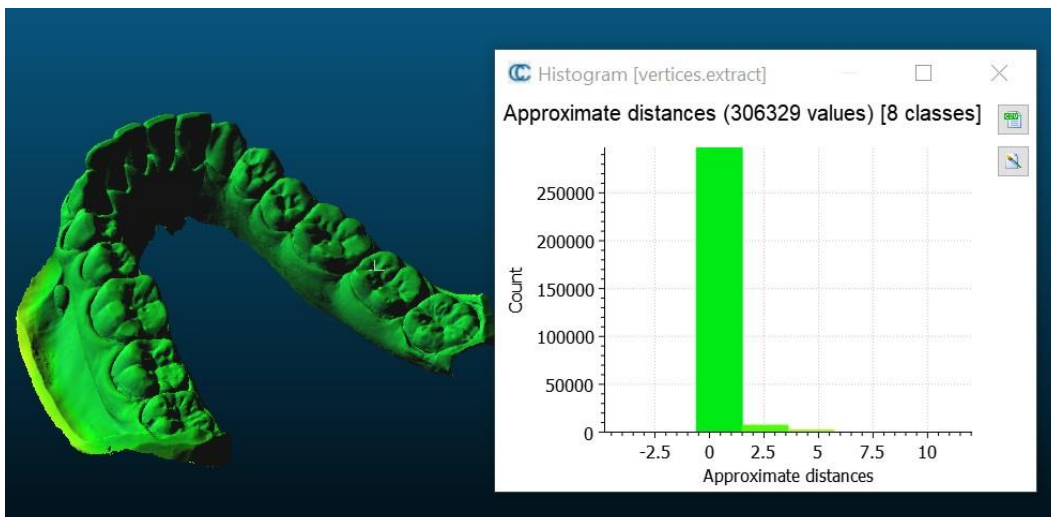 Histogram [vertices.extract]
Approximate distances (306329 values) [8 classes]
CSV
250000
200000
150000
100000
50000
0
Count
-2.5 0 2.5 5 7.5 10
Approximate distances